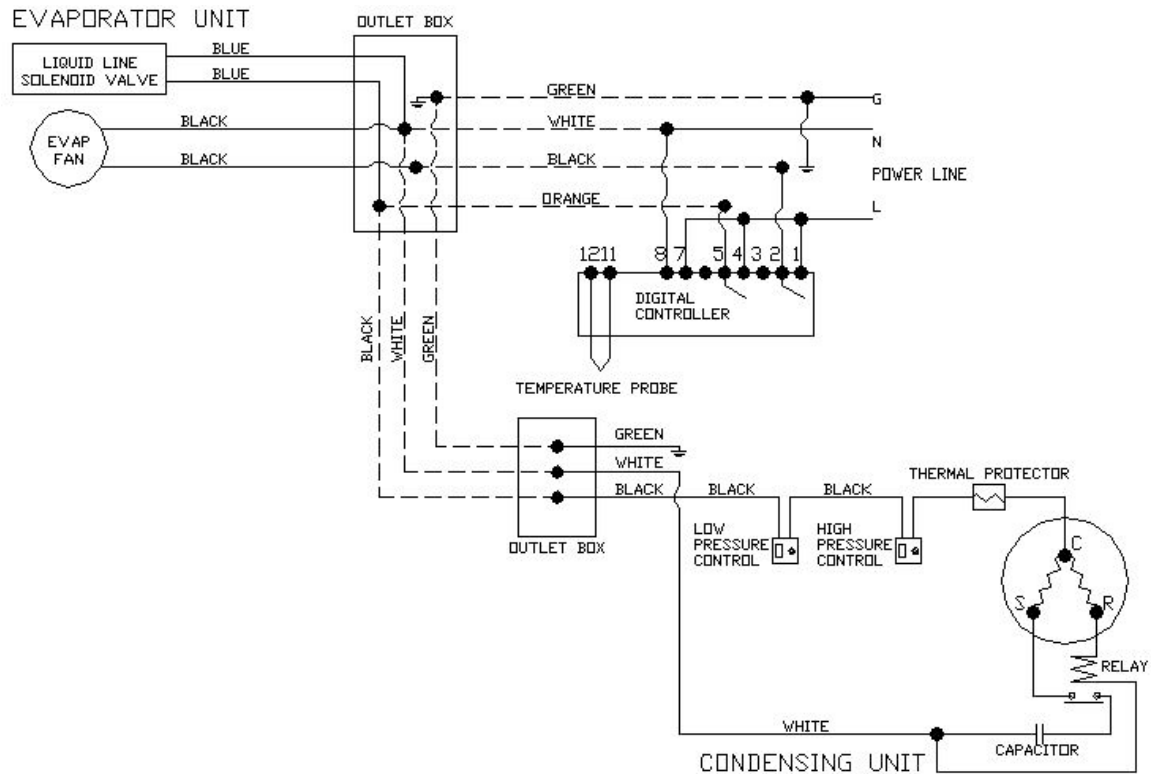 EVAPORATOR UNIT
OUTLET BOX
BLUE
LIQUID LINE
SOLENOID VALVE
BLUE
GREEN
G
BLACK
WHITE
N
EVAP
FAN
BLACK
BLACK
POWER LINE
ORANGE
L
12 11 8 7 5 4 3 2 1
DIGITAL
CONTROLLER
BLACK
WHITE
GREEN
TEMPERATURE PROBE
GREEN
WHITE
THERMAL PROTECTOR
BLACK
BLACK
BLACK
LOW
PRESSURE
CONTROL
HIGH
PRESSURE
CONTROL
OUTLET BOX
C
S
R
RELAY
WHITE
CAPACITOR
CONDENSING UNIT